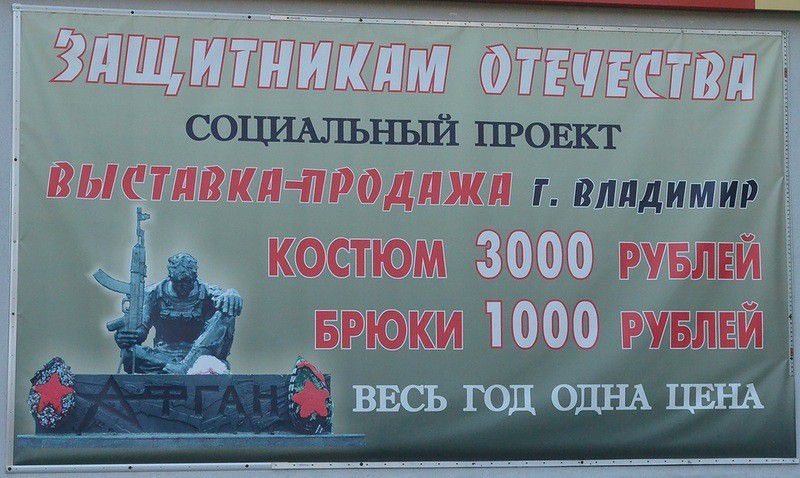 ЗАЩИТНИКАМ ОТЕЧЕСТВА
СОЦИАЛЬНЫЙ ПРОЕКТ
ВЫСТАВКА-ПРОДАЖА г. ВЛАДИМИР
КОСТЮМ 3000 РУБЛЕЙ
БРЮКИ 1000 РУБЛЕЙ
АФГАН
ВЕСЬ ГОД ОДНА ЦЕНА